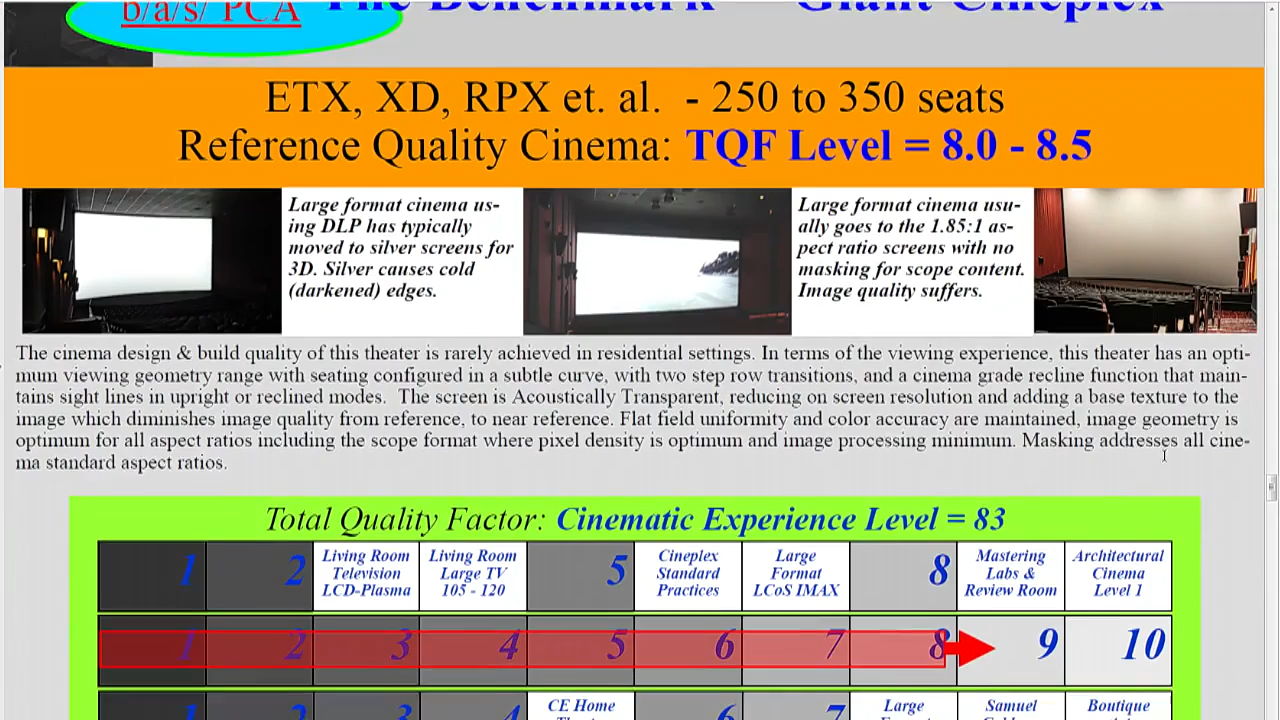 b/a/s/ PCA The Benchmark Giant Cineplex
ETX, XD, RPX et. al. - 250 to 350 seats
Reference Quality Cinema: TQF Level = 8.0 - 8.5
Large format cinema us-
ing DLP has typically
moved to silver screens for
3D. Silver causes cold
(darkened) edges.
Large format cinema usu-
ally goes to the 1.85:1 as-
pect ratio screens with no
masking for scope content.
Image quality suffers.
The cinema design & build quality of this theater is rarely achieved in residential settings. In terms of the viewing experience, this theater has an opti-
mum viewing geometry range with seating configured in a subtle curve, with two step row transitions, and a cinema grade recline function that main-
tains sight lines in upright or reclined modes. The screen is Acoustically Transparent, reducing on screen resolution and adding a base texture to the
image which diminishes image quality from reference, to near reference. Flat field uniformity and color accuracy are maintained, image geometry is
optimum for all aspect ratios including the scope format where pixel density is optimum and image processing minimum. Masking addresses all cine-
ma standard aspect ratios.
Total Quality Factor: Cinematic Experience Level = 83
1
2
Living Room
Television
LCD-Plasma
Living Room
Large TV
105 - 120
5
Cineplex
Standard
Practices
Large
Format
LCoS IMAX
8
Mastering
Labs &
Review Room
Architectural
Cinema
Level 1
1 2 3 4 5 6 7 8 9 10
1
2
3
4
CE Home
6
7
Large
Samuel
Boutique